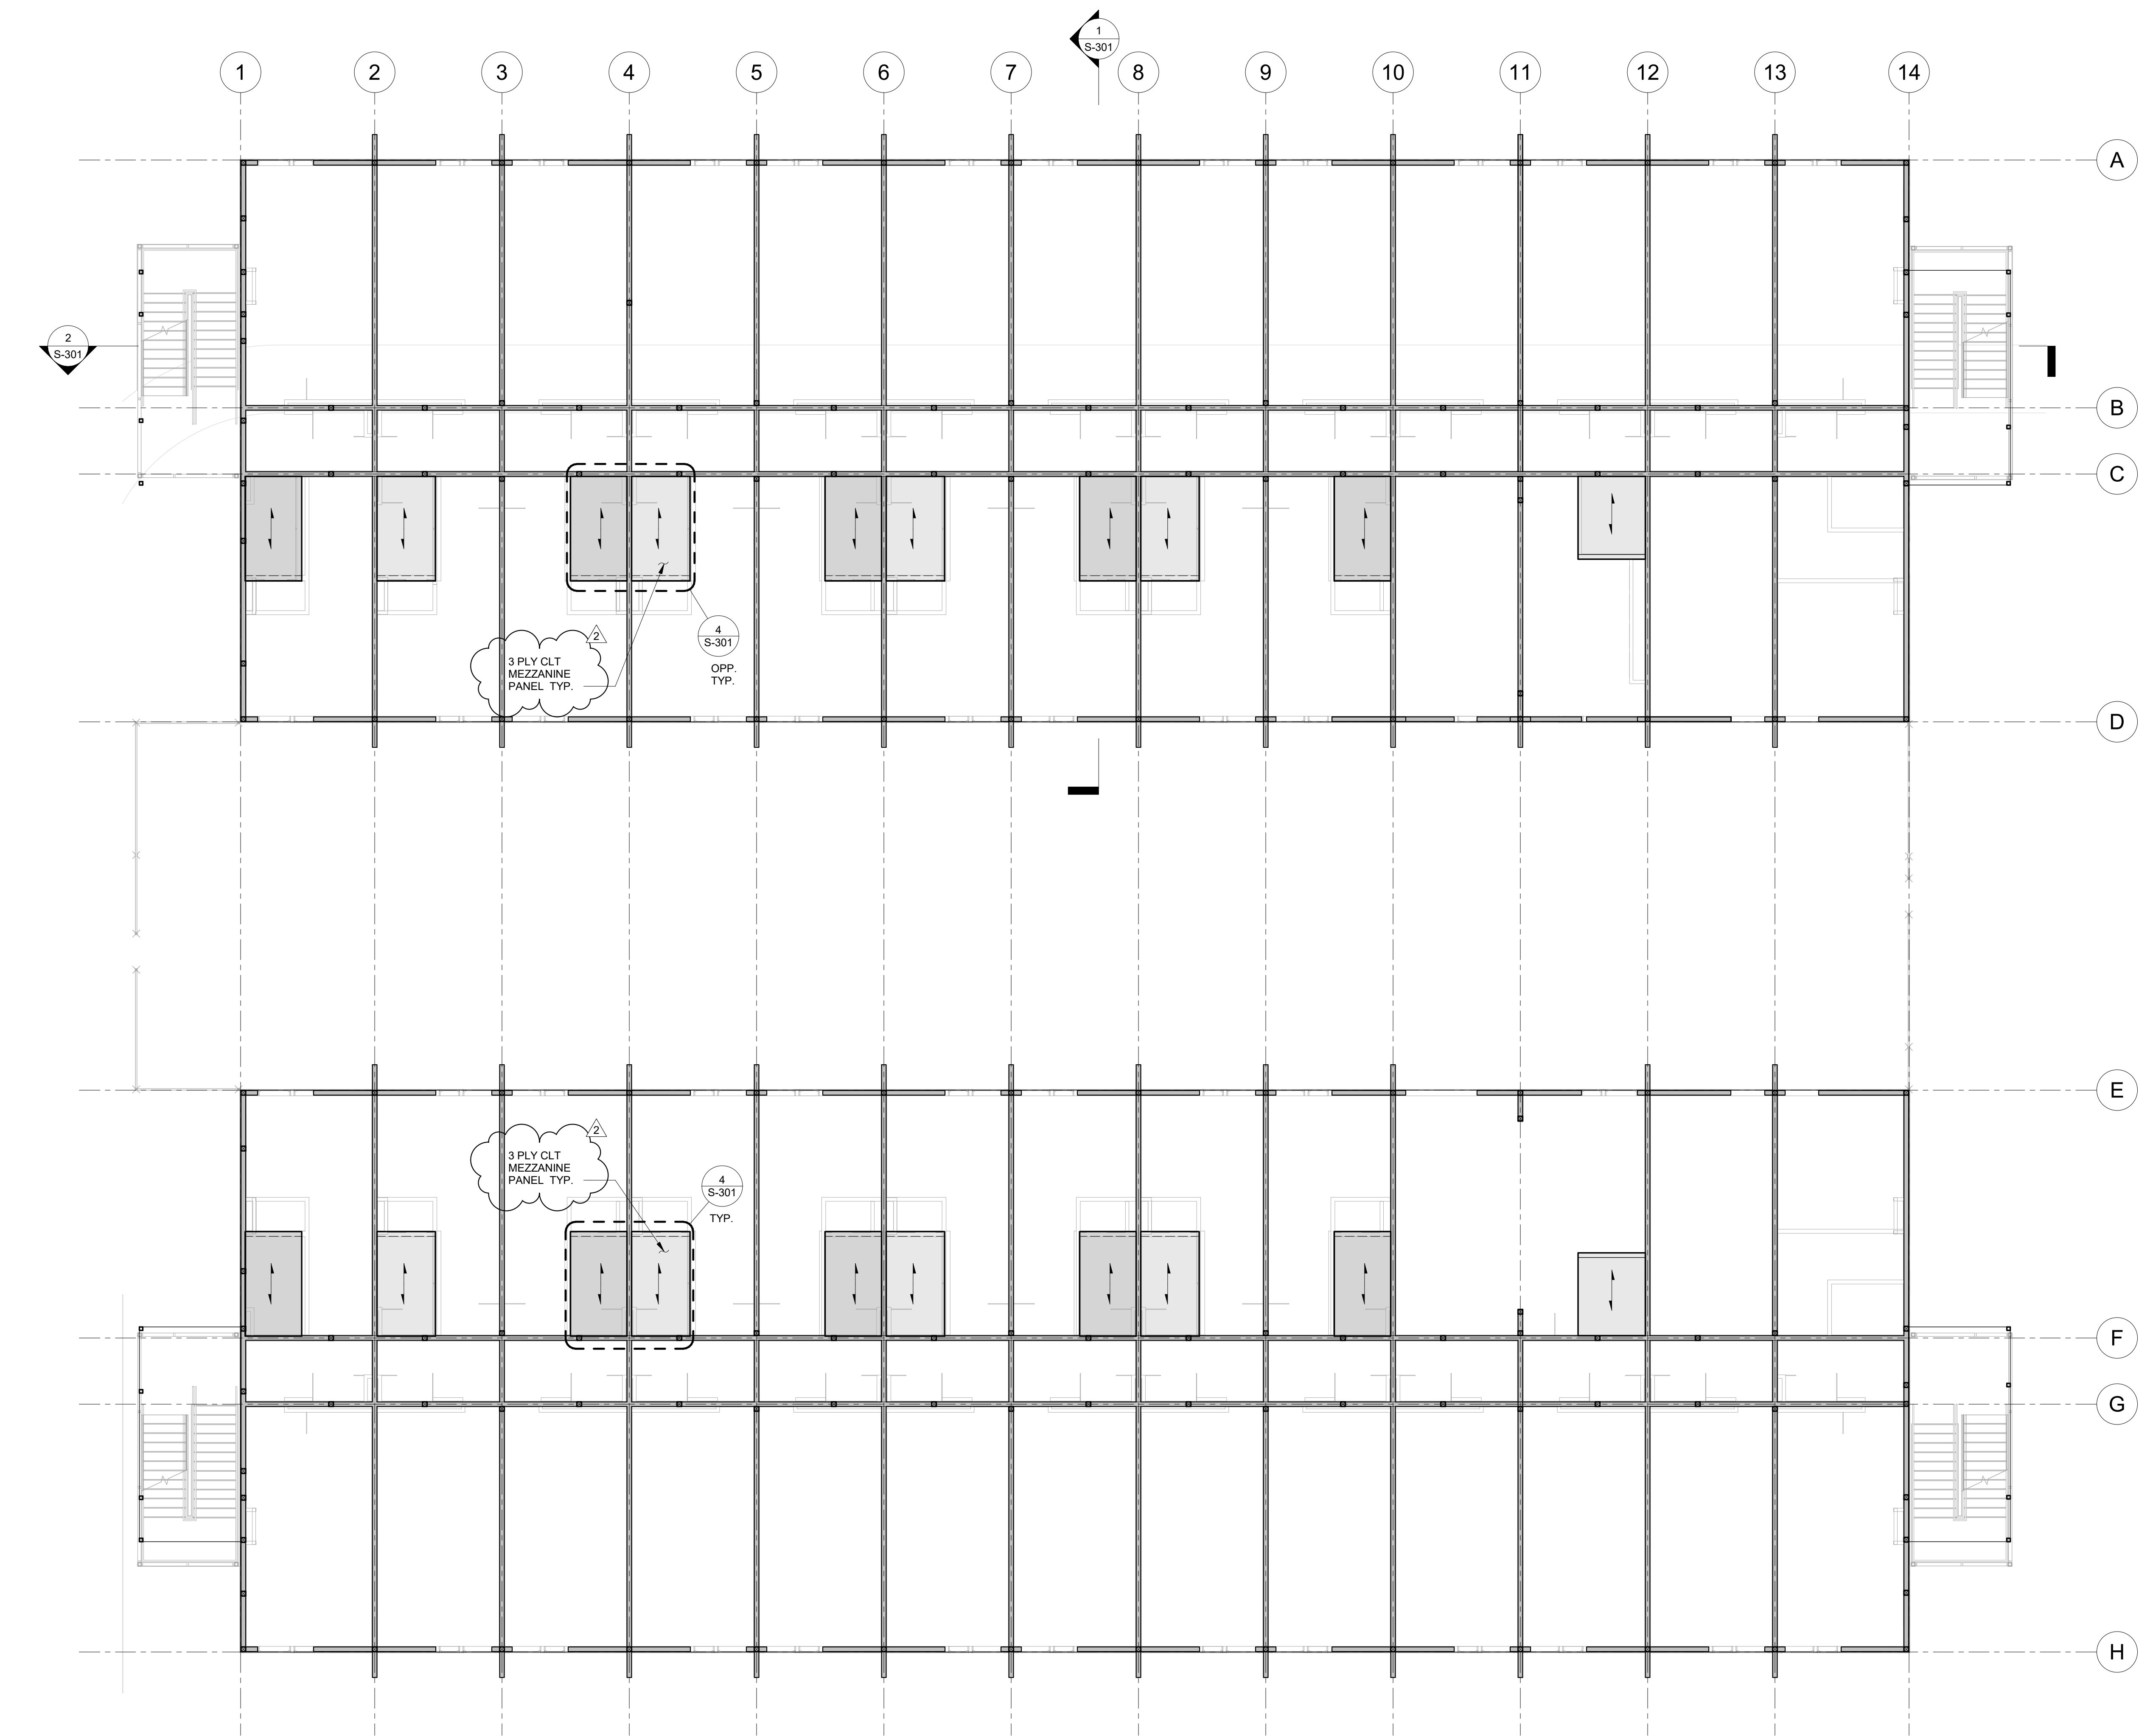 1
S-301
1
2
3
4
5
6
7
8
9
10
11
12
13
14
A
2
S-301
B
C
2
3 PLY CLT
MEZZANINE
PANEL TYP.
4
S-301
OPP.
TYP.
D
E
2
3 PLY CLT
MEZZANINE
PANEL TYP.
4
S-301
TYP.
F
G
H